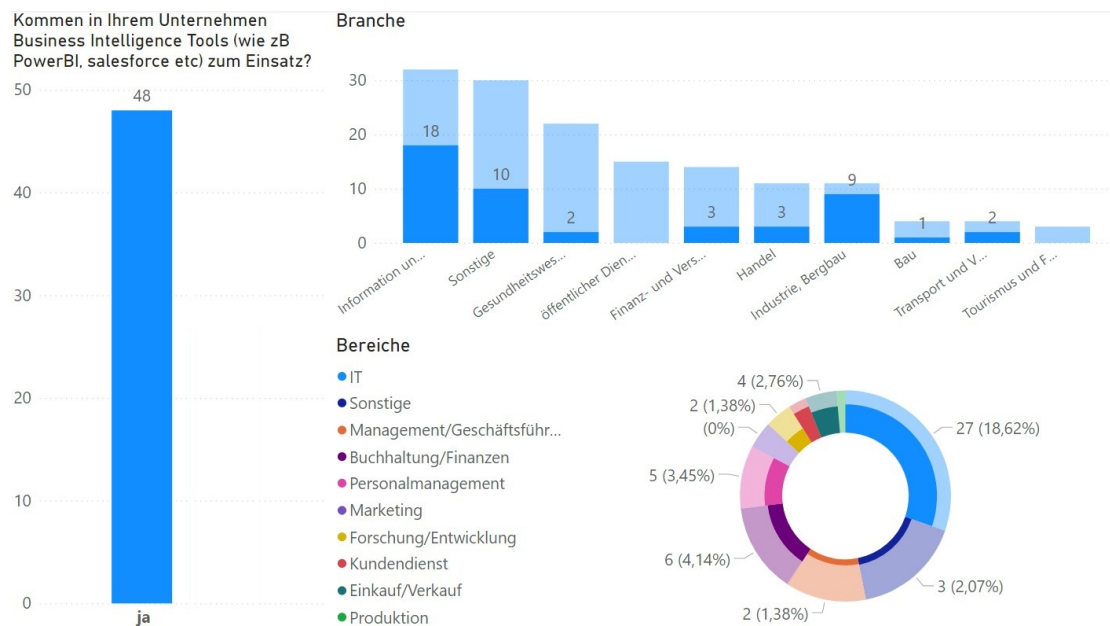 Kommen in Ihrem Unternehmen
Business Intelligence Tools (wie zB
PowerBI, salesforce etc) zum Einsatz?
50
48
40
30
20
10
0
ja
Branche
30
20
10
0
18
10
2
3
3
9
1
2
Information un...
Sonstige
Gesundheitswes...
öffentlicher Dien...
Finanz- und Vers...
Handel
Industrie, Bergbau
Bau
Transport und V...
Tourismus und F...
Bereiche
IT
Sonstige
Management/Geschäftsführ...
Buchhaltung/Finanzen
Personalmanagement
Marketing
Forschung/Entwicklung
Kundendienst
Einkauf/Verkauf
Produktion
4 (2,76%)
2 (1,38%)
(0%)
5 (3,45%)
6 (4,14%)
2 (1,38%)
3 (2,07%)
27 (18,62%)